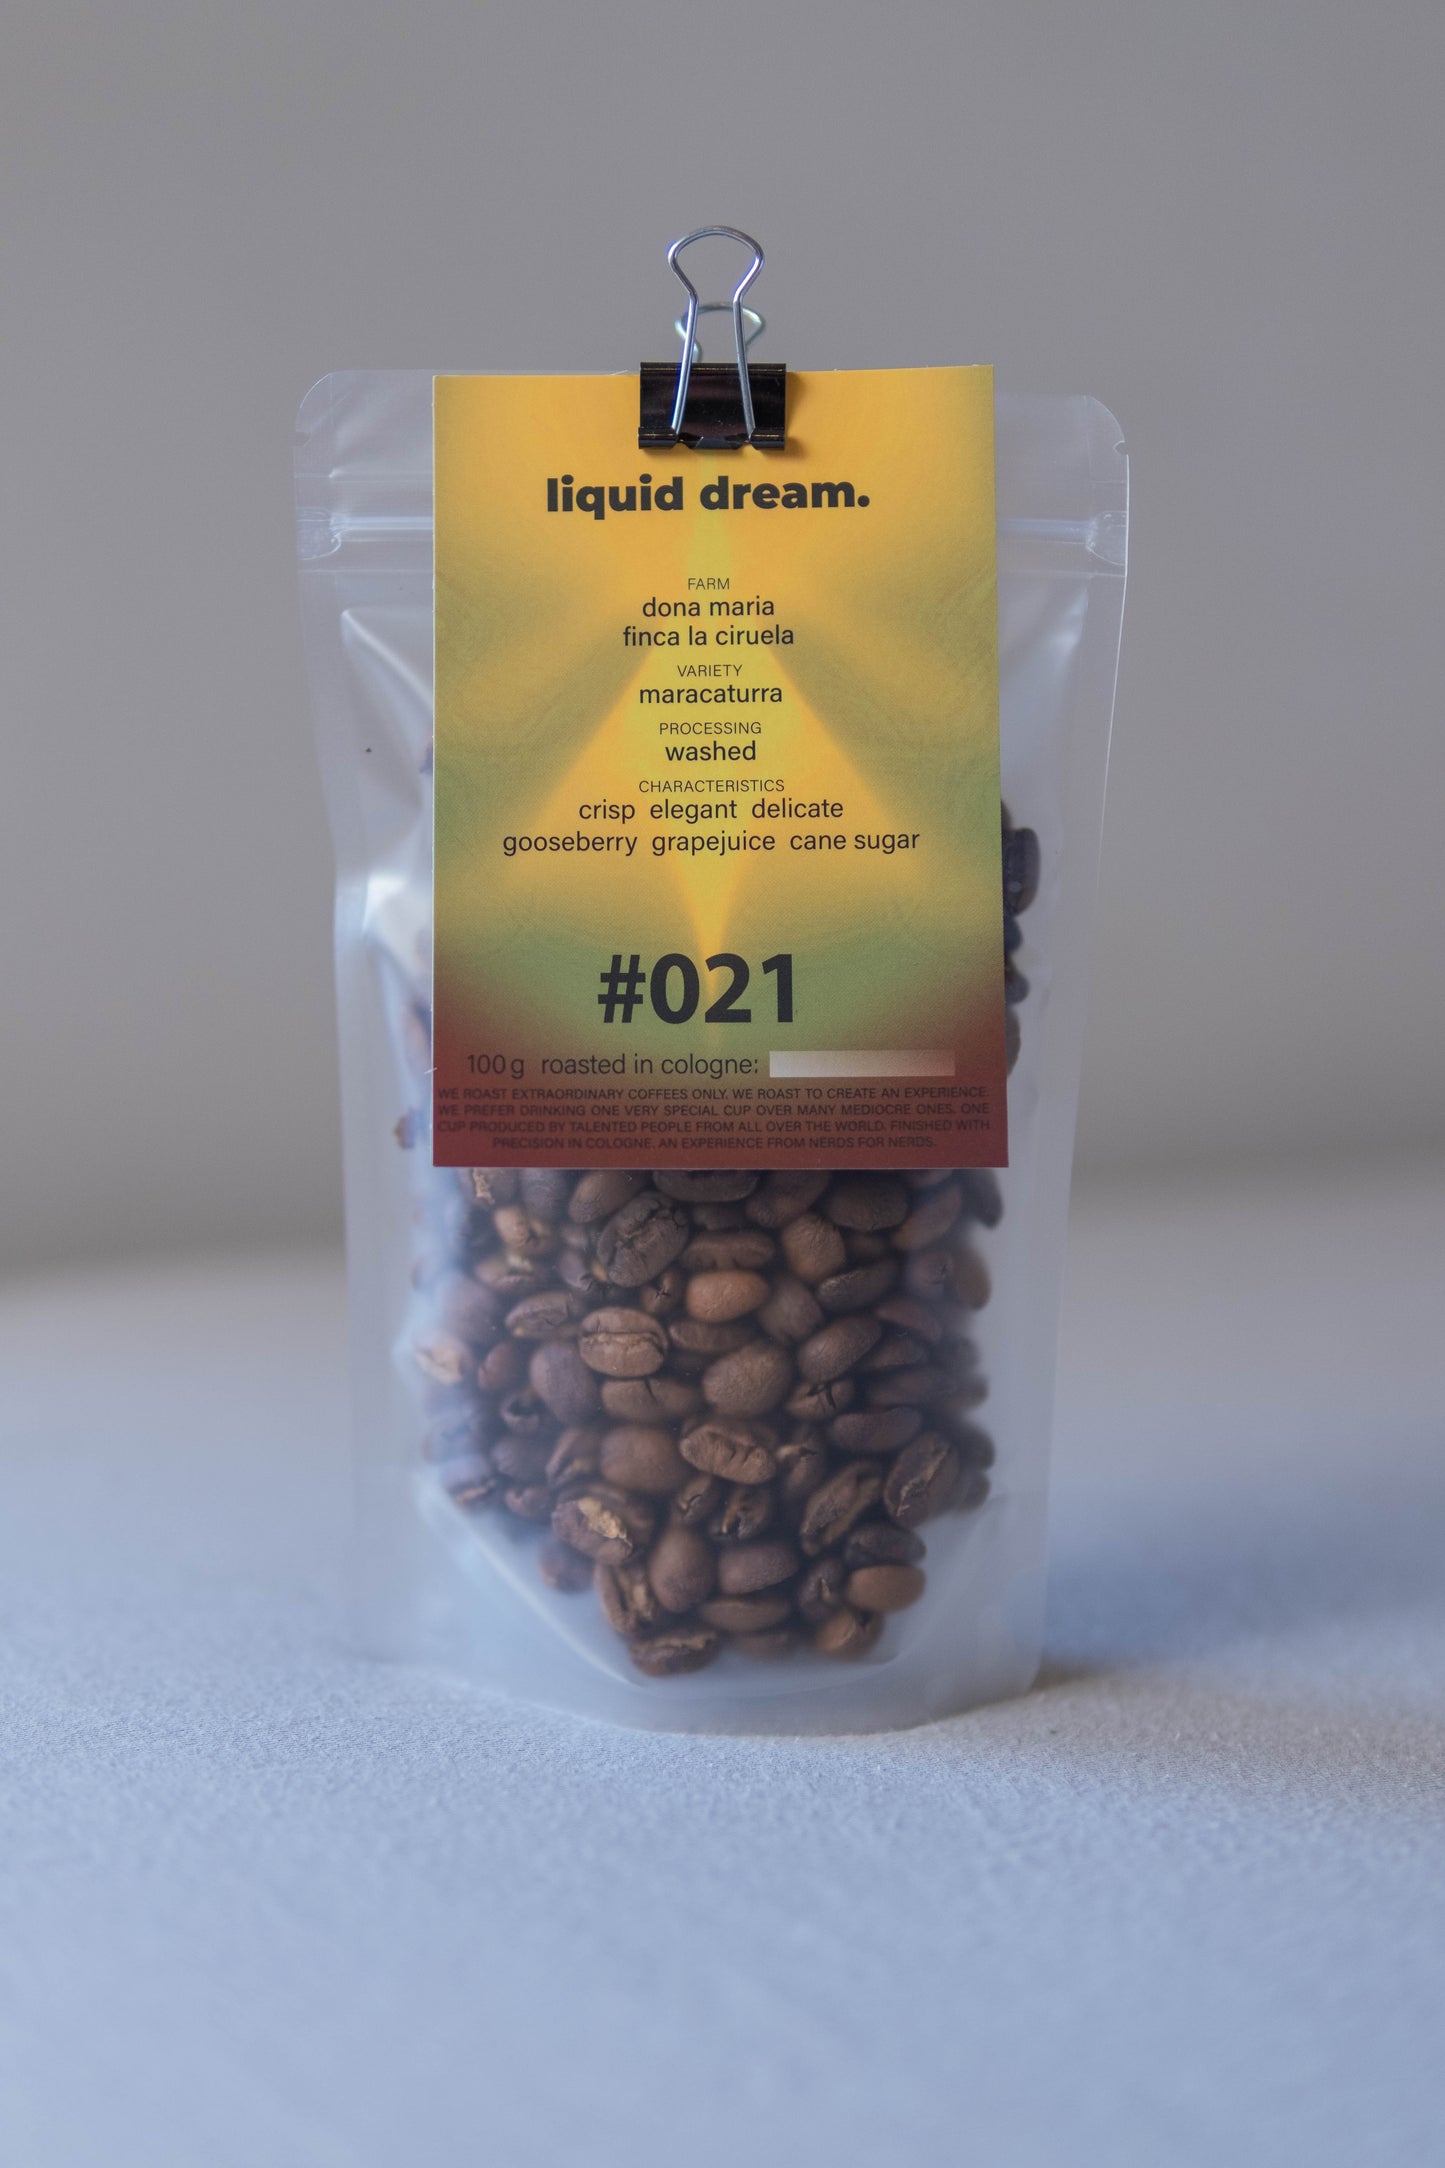 liquid dream.
FARM
dona maria
finca la ciruela
VARIETY
maracaturra
PROCESSING
washed
CHARACTERISTICS
crisp elegant delicate
gooseberry grapejuice cane sugar
#021
100 g roasted in cologne:
WE ROAST EXTRAORDINARY COFFEES ONLY. WE ROAST TO CREATE AN EXPERIENCE.
WE PREFER DRINKING ONE VERY SPECIAL CUP OVER MANY MEDIOCRE ONES. ONE
CUP PRODUCED BY TALENTED PEOPLE FROM ALL OVER THE WORLD. FINISHED WITH
PRECISION IN COLOGNE. AN EXPERIENCE FROM NERDS FOR NERDS.